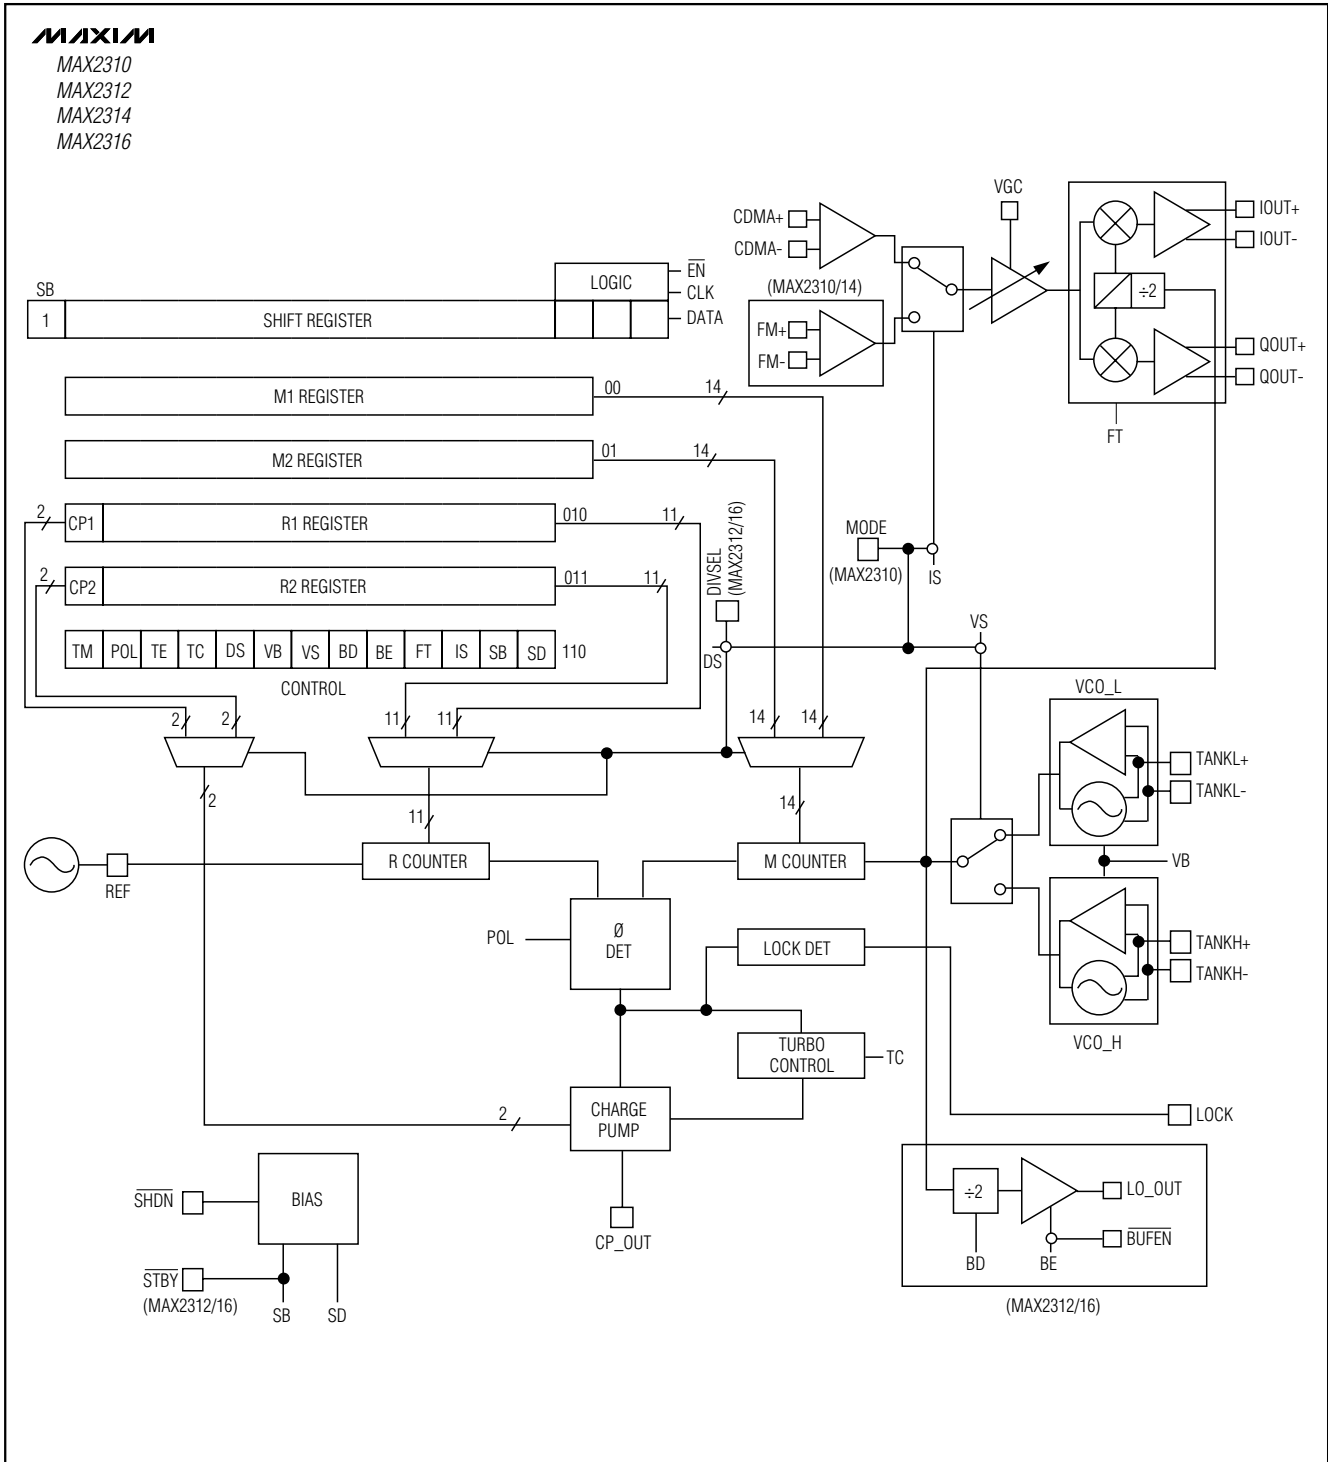 MAXIM
MAX2310
MAX2312
MAX2314
MAX2316
VGC
CDMA+
CDMA-
IOUT+
IOUT-
÷2
(MAX2310/14)
FM+
FM-
QOUT+
QOUT-
FT
SB
LOGIC
EN
CLK
DATA
1
SHIFT REGISTER
M1 REGISTER
00
14
M2 REGISTER
01
14
2
CP1
R1 REGISTER
010
11
2
CP2
R2 REGISTER
011
11
DIVSEL
(MAX2312/16)
MODE
(MAX2310)
IS
TM POL TE TC DS VB VS BD BE FT IS SB SD 110
CONTROL
DS
VS
2
2
11
11
14
14
2
11
14
VCO_L
TANKL+
TANKL-
REF
R COUNTER
M COUNTER
VB
POL
Ø
DET
LOCK DET
TANKH+
TANKH-
VCO_H
TURBO
CONTROL
TC
2
CHARGE
PUMP
LOCK
CP_OUT
SHDN
BIAS
STBY
(MAX2312/16)
SB
SD
÷2
LO_OUT
BUFEN
BD
BE
(MAX2312/16)